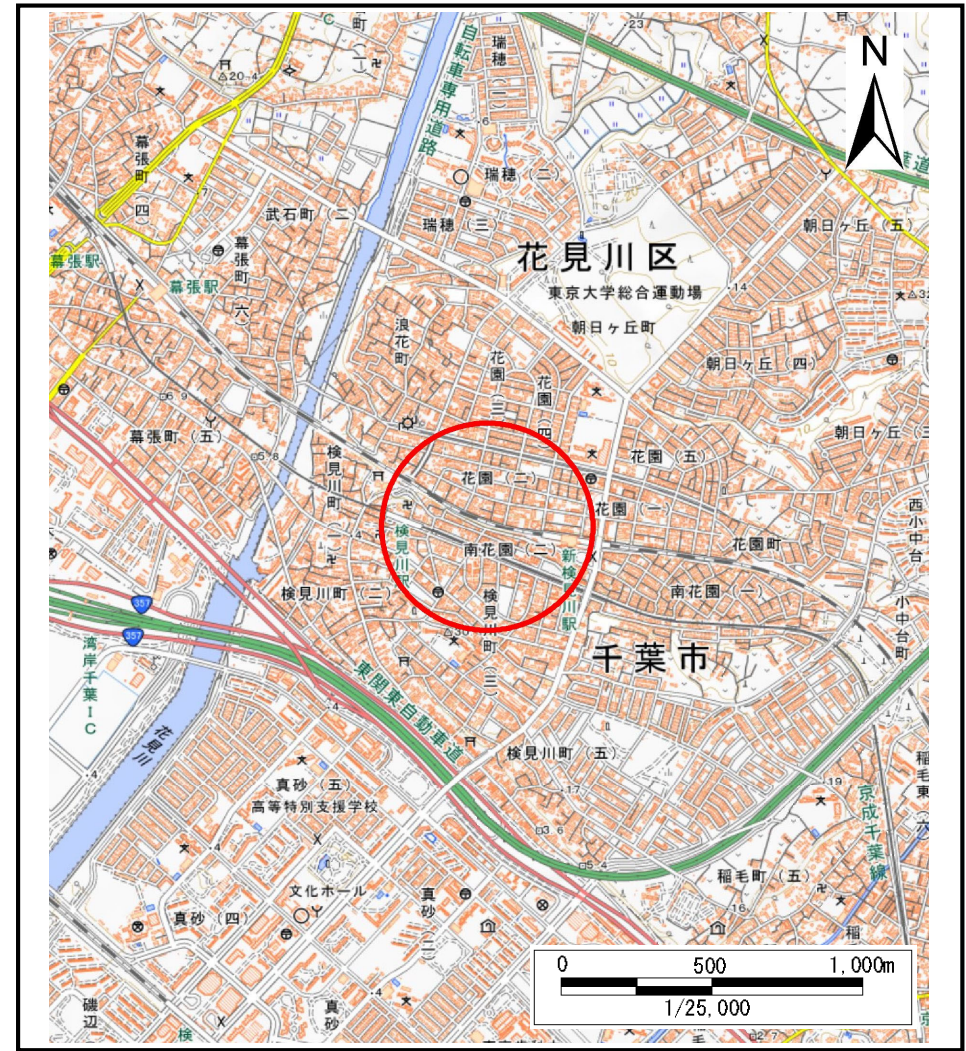 N
自転車専用道路
瑞穂（一）
幕張町（四）
武石町（二）
瑞穂（二）
瑞穂（三）
花見川区
東京大学総合運動場
朝日ヶ丘町
朝日ヶ丘（五）
幕張駅
幕張駅
幕張町（六）
浪花町
花園（三）
花園（四）
朝日ヶ丘（四）
朝日ヶ丘（三
幕張町（五）
検見川町（一）
花園（二）
花園（五）
花園（一）
花園町
西小中台
検見川駅
南花園（二）
新検見川駅
南花園（一）
小中台町
検見川町（二）
検見川町（三）
千葉市
357
357
湾岸千葉IC
花見川
東関東自動車道
検見川町（五）
真砂（五）
高等特別支援学校
京成千葉線
稲毛東
稲毛町（五）
文化ホール
真砂（四）
真砂（二）
磯辺
真砂
検
稲
0 500 1,000m
1/25,000